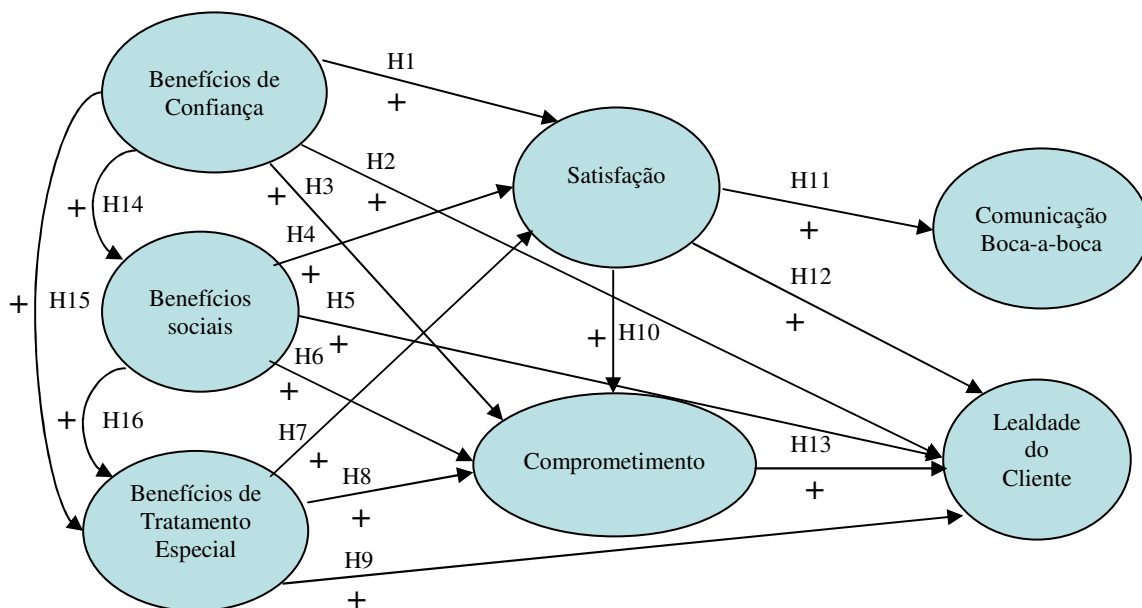 Benefícios de
Confiança
H1
+
H2
+
H3
+
Satisfação
H11
+
Comunicação
Boca-a-boca
+
H14
H4
+
H12
+
+
H15
Benefícios
sociais
H5
+
H6
+
+
H10
+
H16
H7
+
Comprometimento
H13
+
Lealdade
do
Cliente
Benefícios de
Tratamento
Especial
H8
+
H9
+